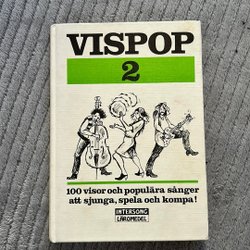 VISPOP
2
100 visor och populära sånger
att sjunga, spela och kompa!
INTERSONG
LÄROMEDEL